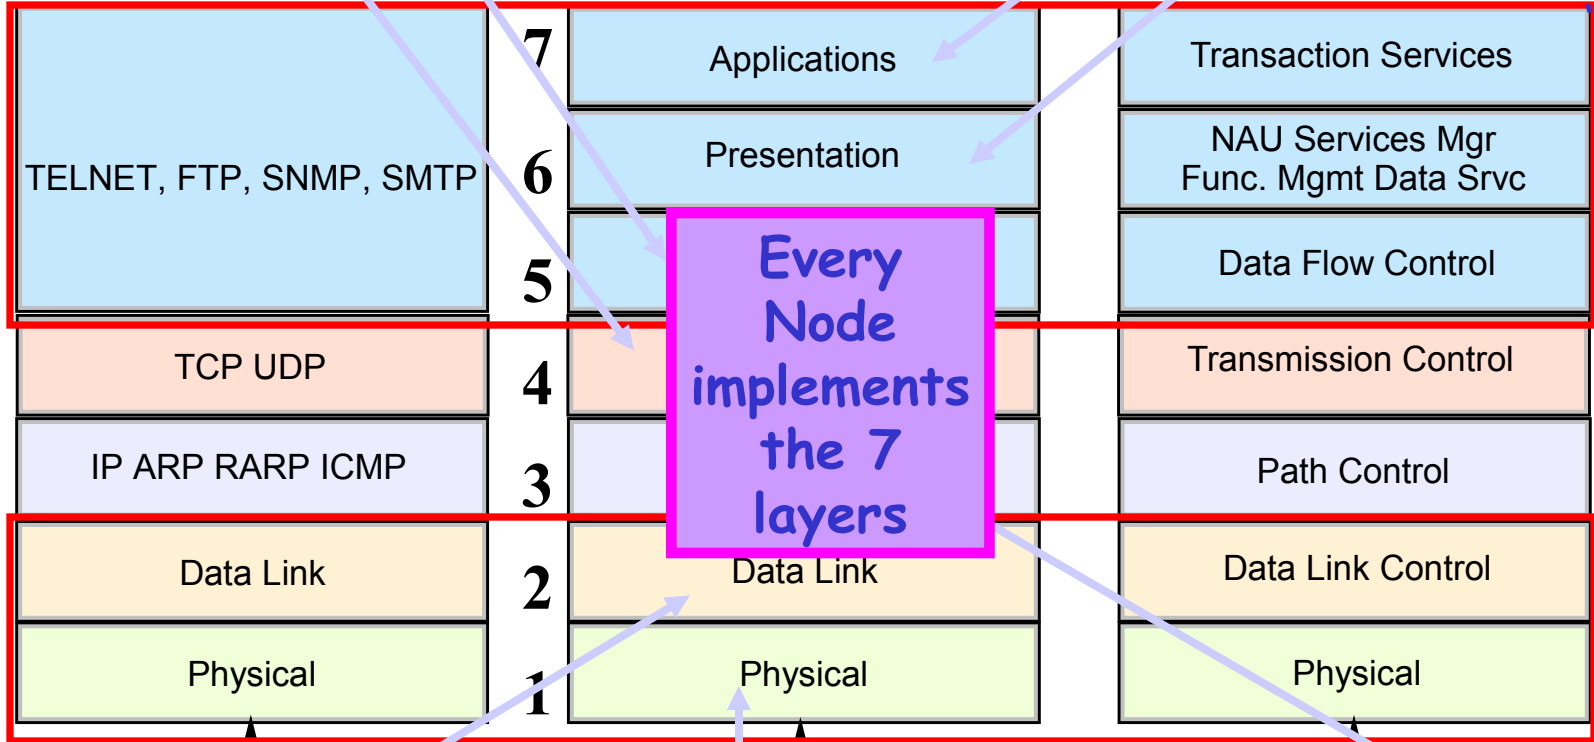 TELNET, FTP, SNMP, SMTP
TCP UDP
IP ARP RARP ICMP
Data Link
Physical
7
6
5
4
3
2
1
Applications
Presentation
Every
Node
implements
the 7
layers
Data Link
Physical
Transaction Services
NAU Services Mgr
Func. Mgmt Data Srvc
Data Flow Control
Transmission Control
Path Control
Data Link Control
Physical